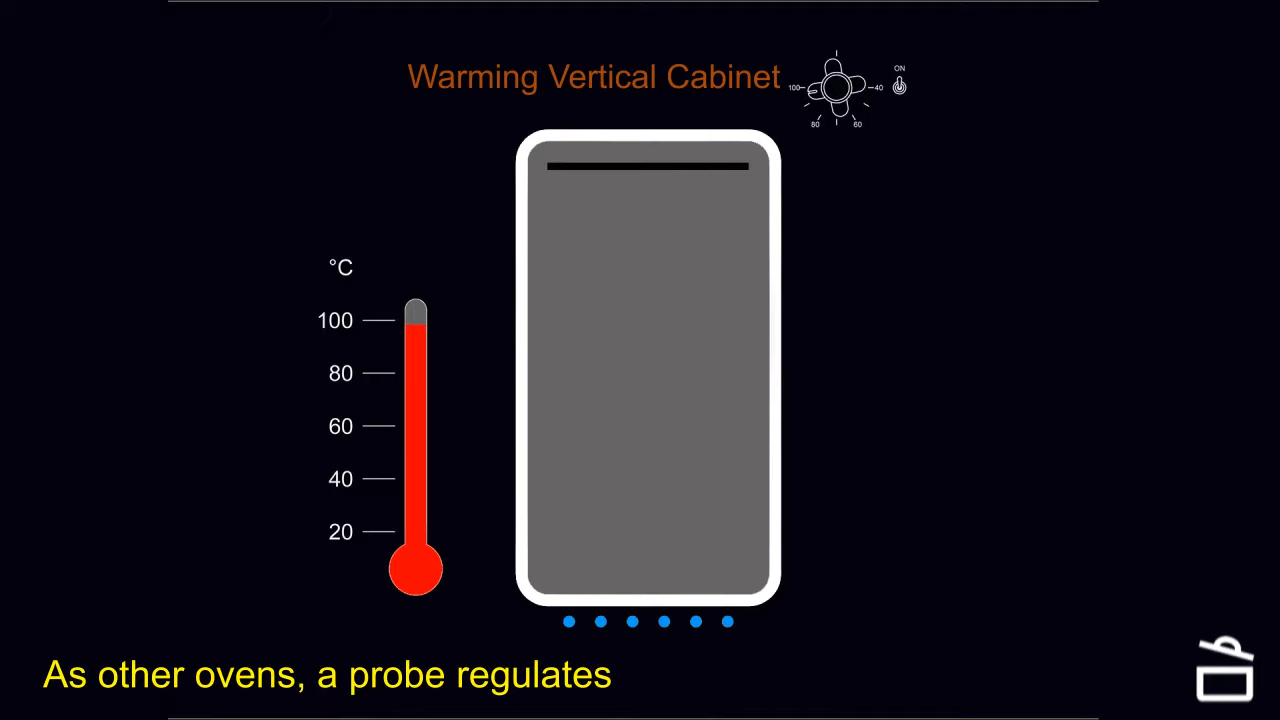 Warming Vertical Cabinet
ON
100
40
80
60
°C
100
80
60
40
20
As other ovens, a probe regulates